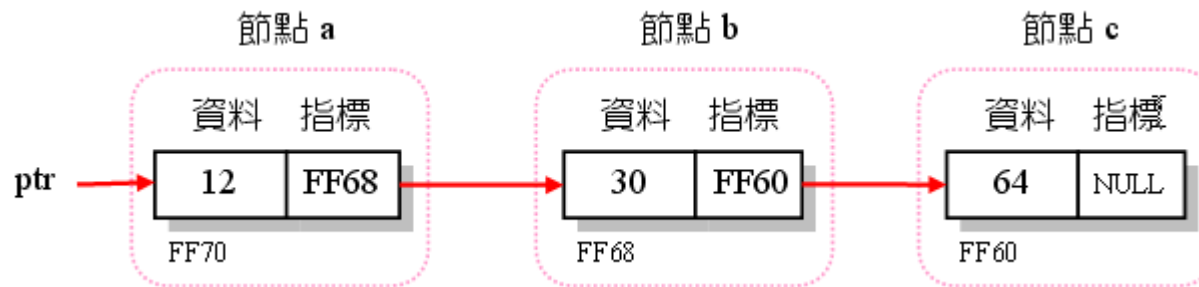 節點 a 節點 b 節點 c
資料 指標 資料 指標 資料 指標
ptr 12 FF68 30 FF60 64 NULL
FF70 FF68 FF60